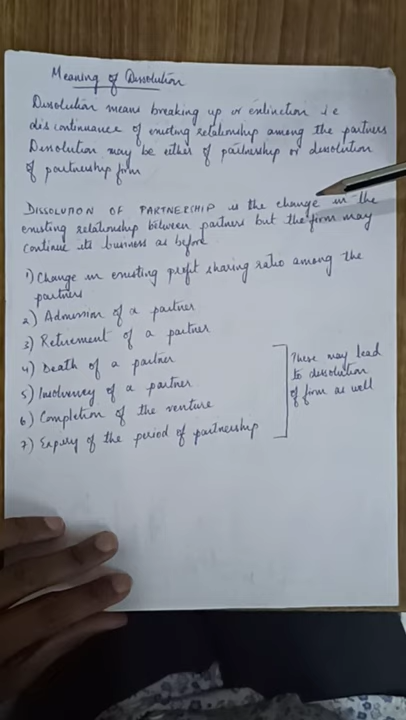 Meaning of Dissolution
Dissolution means breaking up or extinction i.e
discontinuance of existing relationship among the partners
Dissolution may be either of partnership or dissolution
of partnership firm
DISSOLUTION OF PARTNERSHIP is the change in the
existing relationship between partners but the firm may
continue its business as before
1) Change in existing profit sharing ratio among the
partners
2) Admission of a partner
3) Retirement of a partner
4) Death of a partner
5) Insolvency of a partner
6) Completion of the venture
7) Expiry of the period of partnership
These may lead
to dissolution
of firm as well